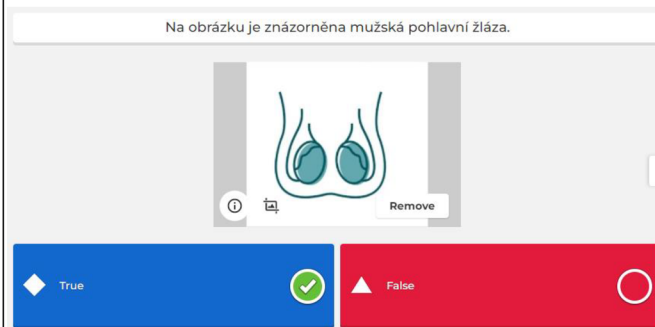 Na obrázku je znázorněna mužská pohlavní žláza.
Remove
True
False